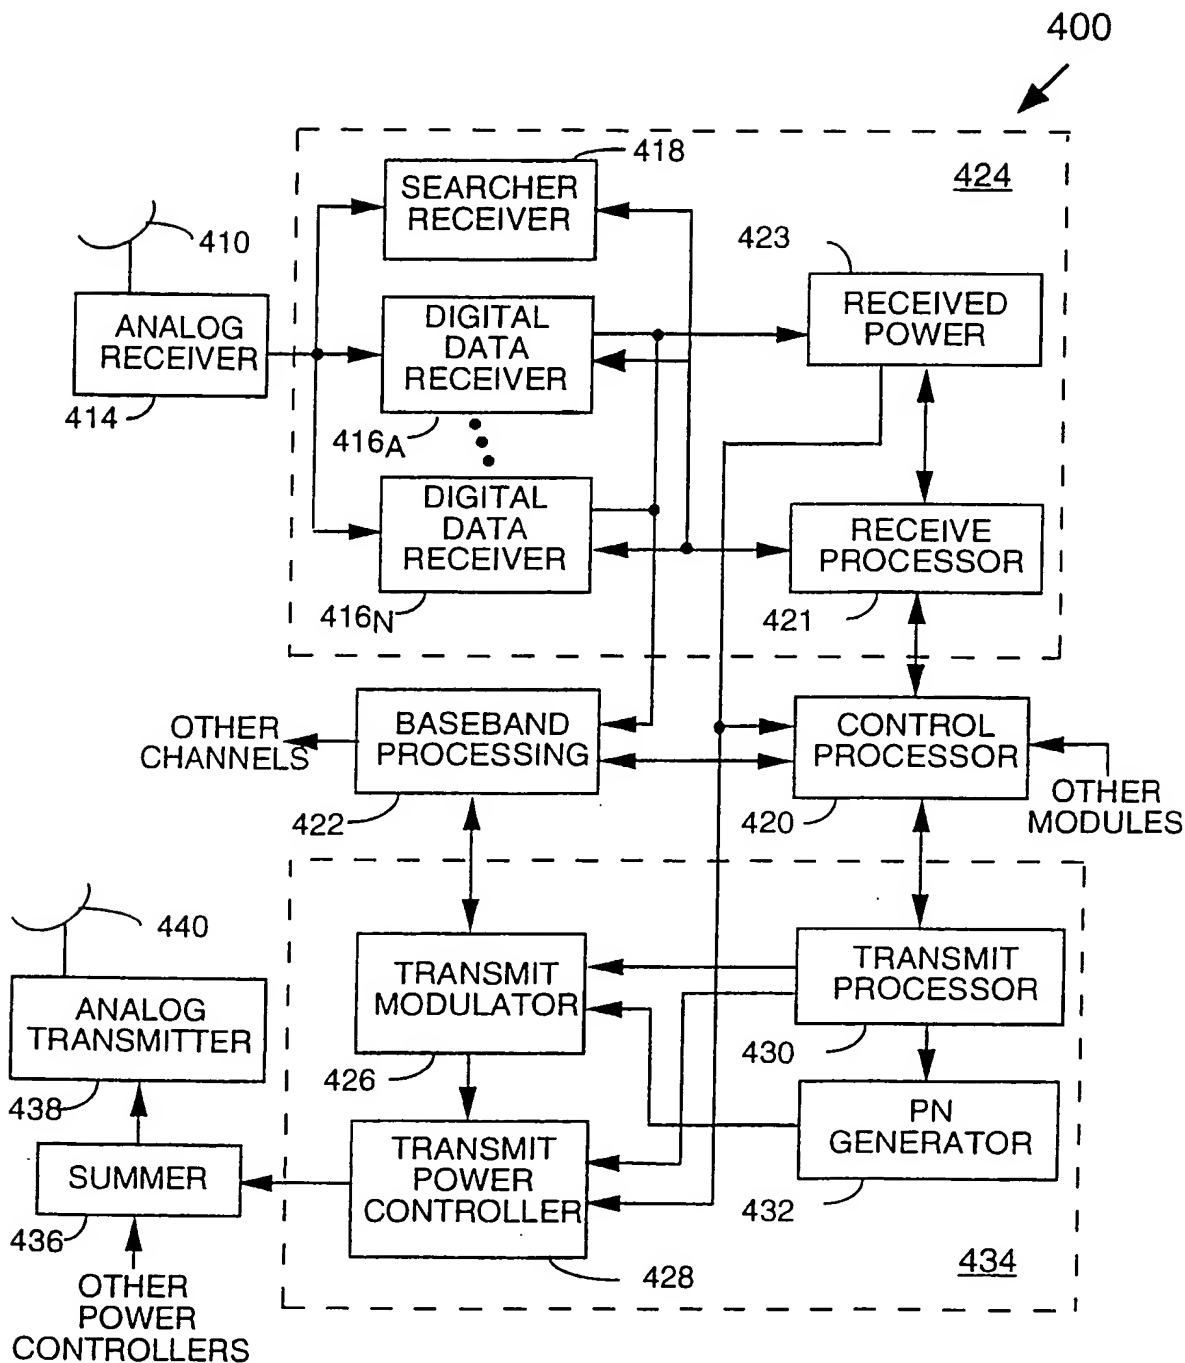 400
418
424
SEARCHER
RECEIVER
410
423
ANALOG
RECEIVER
414
DIGITAL
DATA
RECEIVER
416A
RECEIVED
POWER
DIGITAL
DATA
RECEIVER
416N
RECEIVE
PROCESSOR
421
OTHER
CHANNELS
BASEBAND
PROCESSING
422
CONTROL
PROCESSOR
420
OTHER
MODULES
440
ANALOG
TRANSMITTER
438
TRANSMIT
MODULATOR
426
TRANSMIT
PROCESSOR
430
SUMMER
436
TRANSMIT
POWER
CONTROLLER
428
PN
GENERATOR
432
434
OTHER
POWER
CONTROLLERS